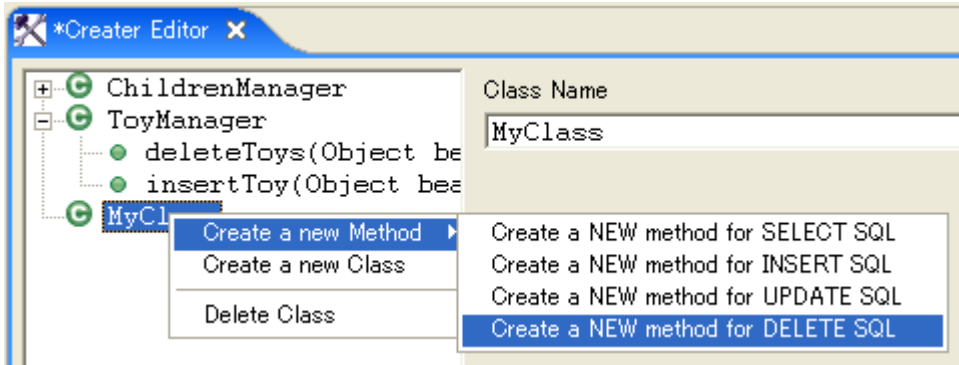 *Creater Editor
ChildrenManager
ToyManager
deleteToys(Object be
insertToy(Object bea
MyCl
Class Name
MyClass
Create a new Method
Create a new Class
Delete Class
Create a NEW method for SELECT SQL
Create a NEW method for INSERT SQL
Create a NEW method for UPDATE SQL
Create a NEW method for DELETE SQL